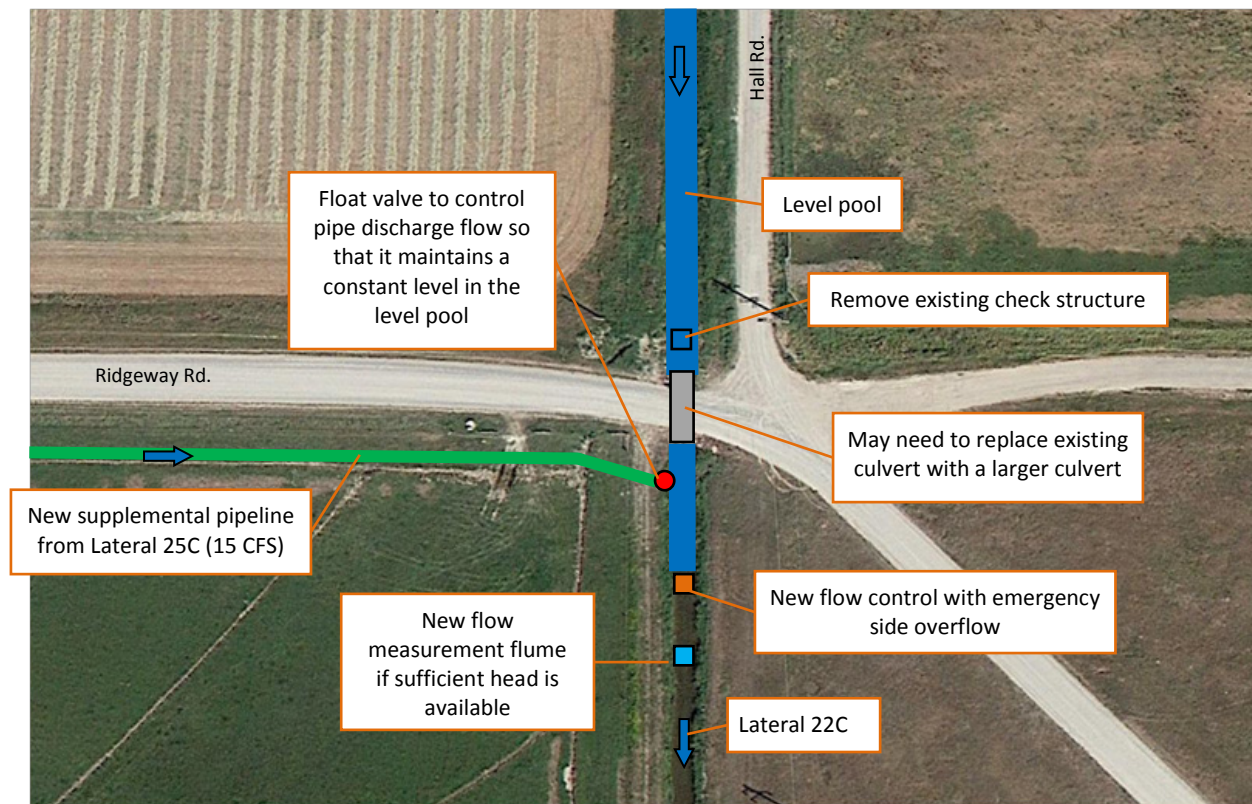 Hall Rd.
Float valve to control
pipe discharge flow so
that it maintains a
constant level in the
level pool
Level pool
Remove existing check structure
Ridgeway Rd.
May need to replace existing
culvert with a larger culvert
New supplemental pipeline
from Lateral 25C (15 CFS)
New flow control with emergency
side overflow
New flow
measurement flume
if sufficient head is
available
Lateral 22C